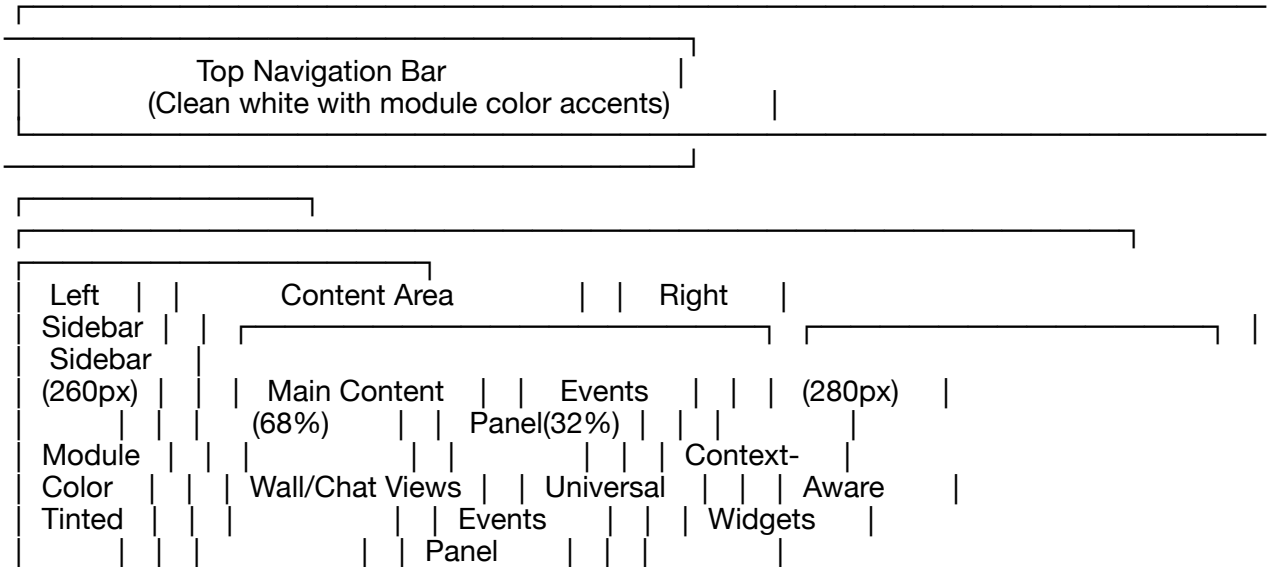 Top Navigation Bar
(Clean white with module color accents)
Left Content Area Right
Sidebar
Sidebar
(260px) Main Content Events (280px)
(68%) Panel(32%)
Module Context-
Color Wall/Chat Views Universal Aware
Tinted Events Widgets
Panel